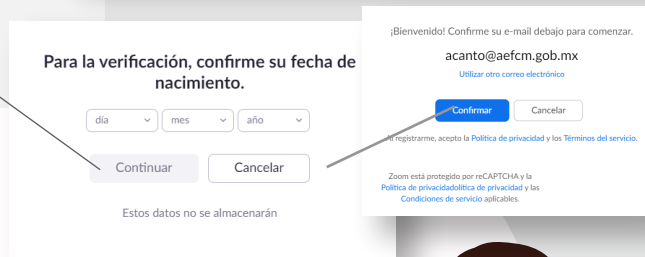 Para la verificación, confirme su fecha de
nacimiento.
día mes año
Continuar Cancelar
Estos datos no se almacenarán
¡Bienvenido! Confirme su e-mail debajo para comenzar.
acanto@aefcm.gob.mx
Utilizar otro correo electrónico
Confirmar Cancelar
Al registrarme, acepto la Política de privacidad y los Términos del servicio.
Zoom está protegido por reCAPTCHA y la
Política de privacidadolítica de privacidad y las
Condiciones de servicio aplicables.